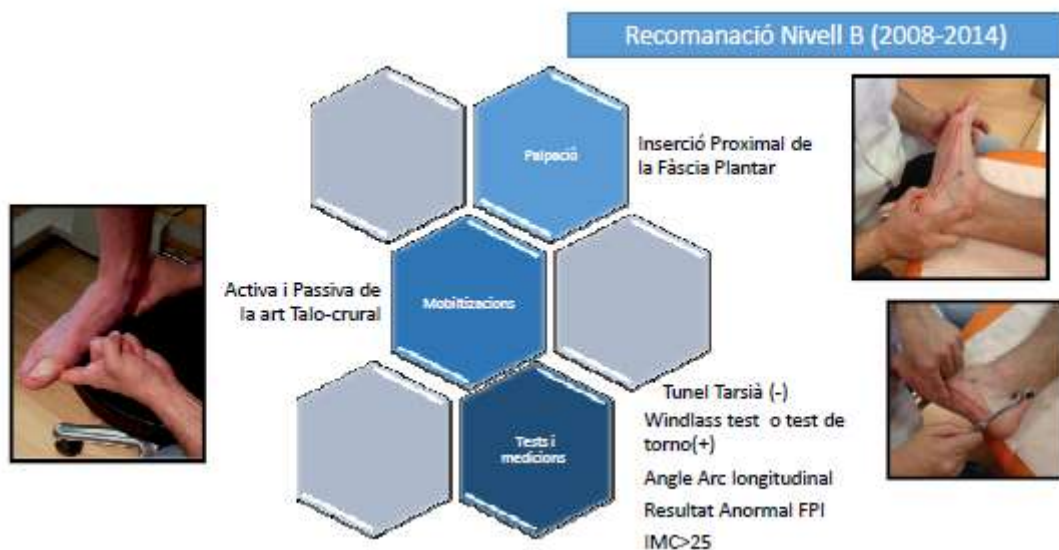 Recomanació Nivell B (2008-2014)
Palpació
Inserció Proximal de
la Fàscia Plantar
Activa i Passiva de
la art Talo-crural
Mobiltizacions
Tests i
medicions
Tunel Tarsià (-)
Windlass test o test de
torno(+)
Angle Arc longitudinal
Resultat Anormal FPI
IMC>25